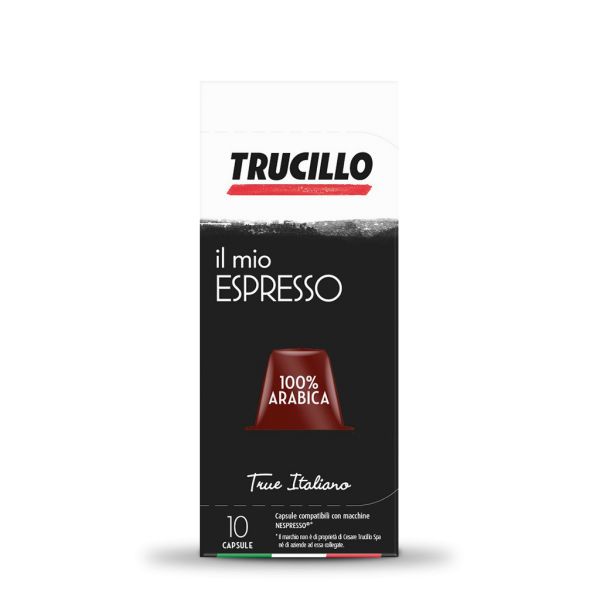 TRUCILLO
il mio
ESPRESSO
100%
ARABICA
True Italiano
10
CAPSULE
Capsule compatibili con macchine
NESPRESSO®*
* Il marchio non è di proprietà di Cesare Trucillo Spa
né di aziende ad essa collegate.